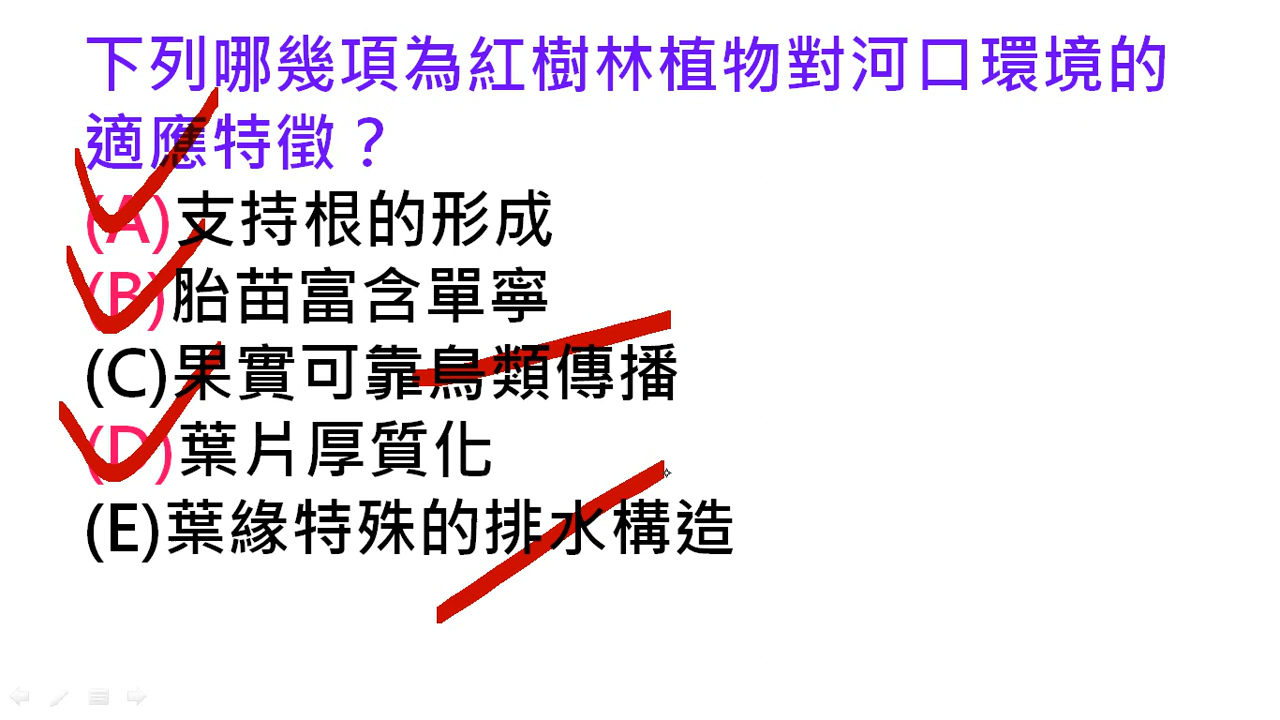 下列哪幾項為紅樹林植物對河口環境的
適應特徵？
(A)支持根的形成
(B)胎苗富含單寧
(C)果實可靠鳥類傳播
(D)葉片厚質化
(E)葉緣特殊的排水構造